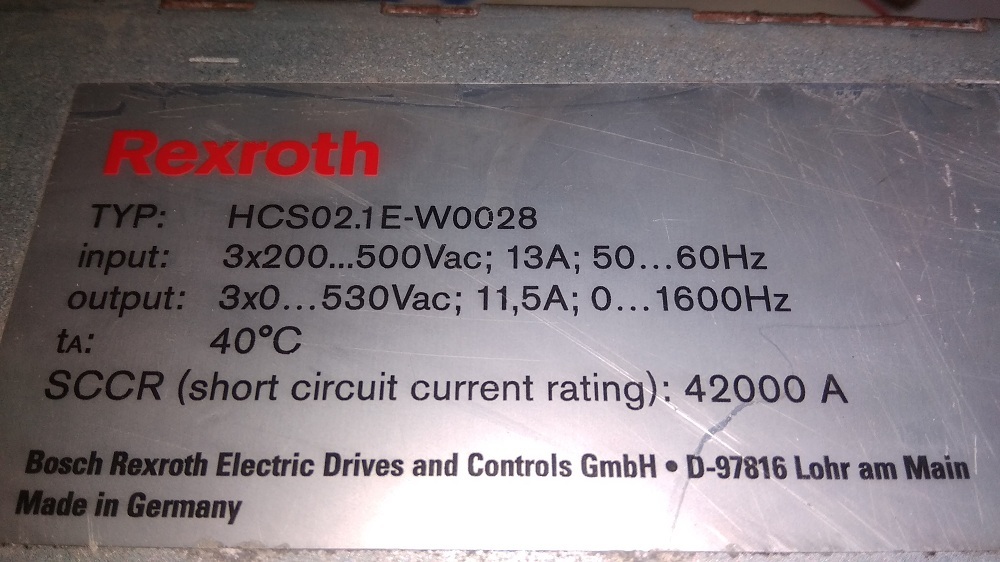 Rexroth
TYP: HCS02.1E-W0028
input: 3x200...500Vac; 13A; 50...60Hz
output: 3x0...530Vac; 11,5A; 0...1600Hz
tA: 40°C
SCCR (short circuit current rating): 42000 A
Bosch Rexroth Electric Drives and Controls GmbH • D-97816 Lohr am Main
Made in Germany